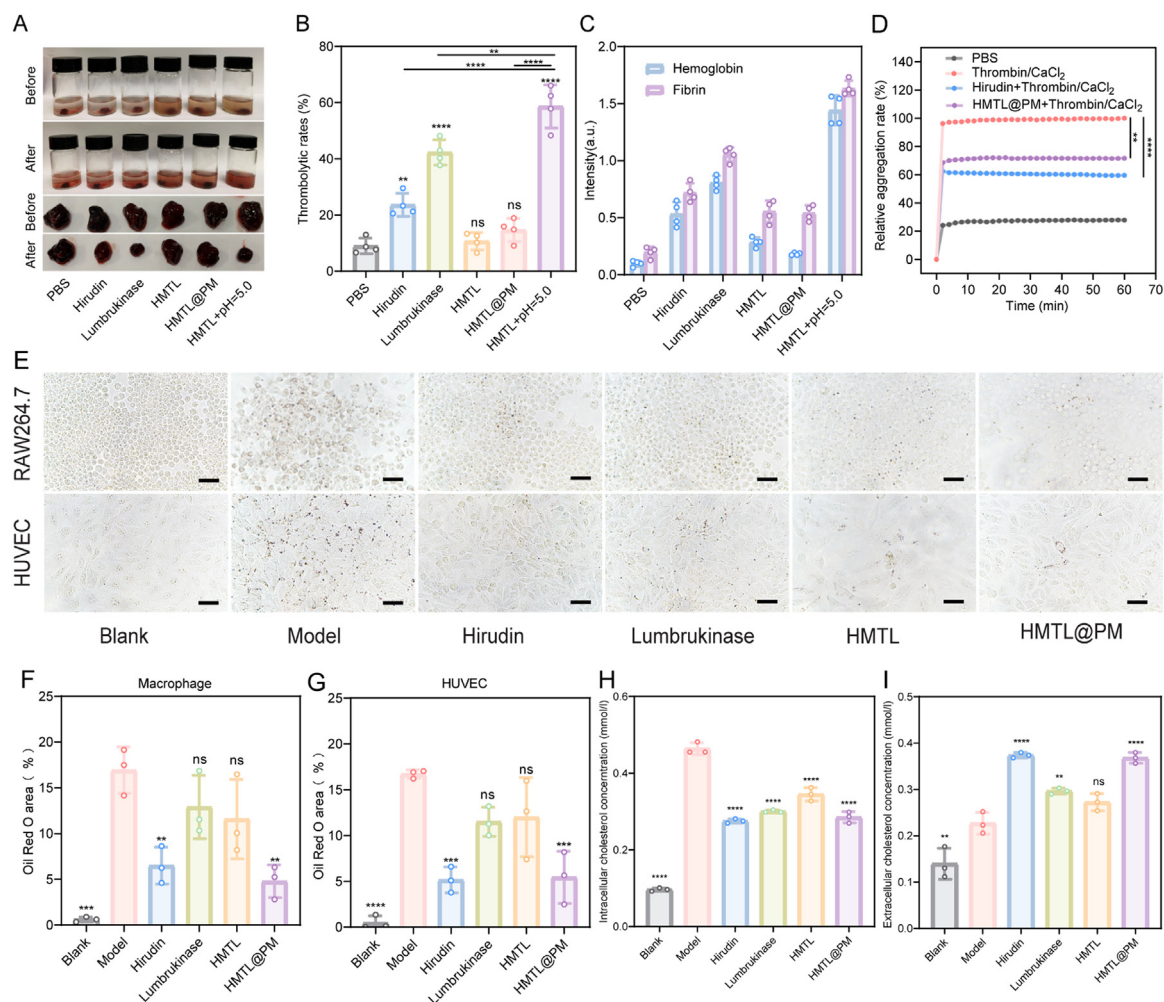 A
Before
After
Before
After
PBS
Hirudin
Lumbrukinase
HMTL
HMTL@PM
HMTL+pH=5.0
B
Thrombolytic rates (%)
80
60
40
20
0
**
****
****
****
**
****
ns
ns
PBS
Hirudin
Lumbrukinase
HMTL
HMTL@PM
HMTL+pH=5.0
C
Intensity(a.u.)
2.0
1.5
1.0
0.5
0.0
Hemoglobin
Fibrin
PBS
Hirudin
Lumbrukinase
HMTL
HMTL@PM
HMTL+pH=5.0
D
PBS
Thrombin/CaCl2
Hirudin+Thrombin/CaCl2
HMTL@PM+Thrombin/CaCl2
Relative aggregation rate (%)
140
120
100
80
60
40
20
0
**
****
0 10 20 30 40 50 60 70
Time (min)
E
RAW264.7
HUVEC
Blank
Model
Hirudin
Lumbrukinase
HMTL
HMTL@PM
F
Macrophage
Oil Red O area ( %)
25
20
15
10
5
0
***
**
ns
ns
**
Blank
Model
Hirudin
Lumbrukinase
HMTL
HMTL@PM
G
HUVEC
Oil Red O area ( %)
25
20
15
10
5
0
****
***
ns
ns
***
Blank
Model
Hirudin
Lumbrukinase
HMTL
HMTL@PM
H
Intracellular cholesterol concerntration (mmol/l)
0.6
0.4
0.2
0.0
****
****
****
****
****
Blank
Model
Hirudin
Lumbrukinase
HMTL
HMTL@PM
I
Extracellular cholesterol concerntration (mmol/l)
0.5
0.4
0.3
0.2
0.1
0.0
**
****
**
ns
****
Blank
Model
Hirudin
Lumbrukinase
HMTL
HMTL@PM